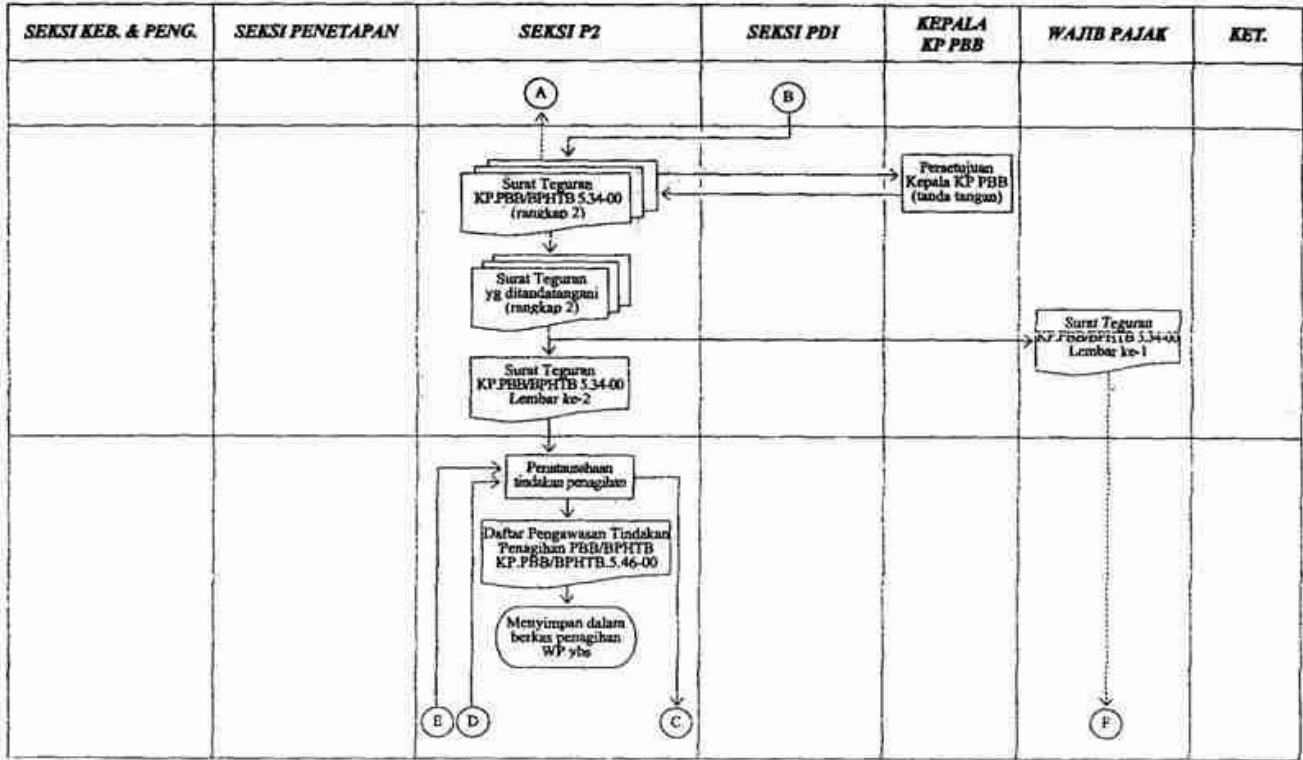 SEKSI KEB. & PENG.
SEKSI PENETAPAN
SEKSI P2
SEKSI PDI
KEPALA
KP PBB
WAJIB PAJAK
KET.
A
B
Surat Teguran
KP.PBB/BPHTB 5.34-00
(rangkap 2)
Persetujuan
Kepala KP PBB
(tanda tangan)
Surat Teguran
yg ditandatangani
(rangkap 2)
Surat Teguran
KP.PBB/BPHTB 5.34-00
Lembar ke-1
Surat Teguran
KP.PBB/BPHTB 5.34-00
Lembar ke-2
Penatausahaan
tindakan penagihan
Daftar Pengawasan Tindakan
Penagihan PBB/BPHTB
KP.PBB/BPHTB.5.46-00
Menyimpan dalam
berkas penagihan
WP ybs
E
D
C
F